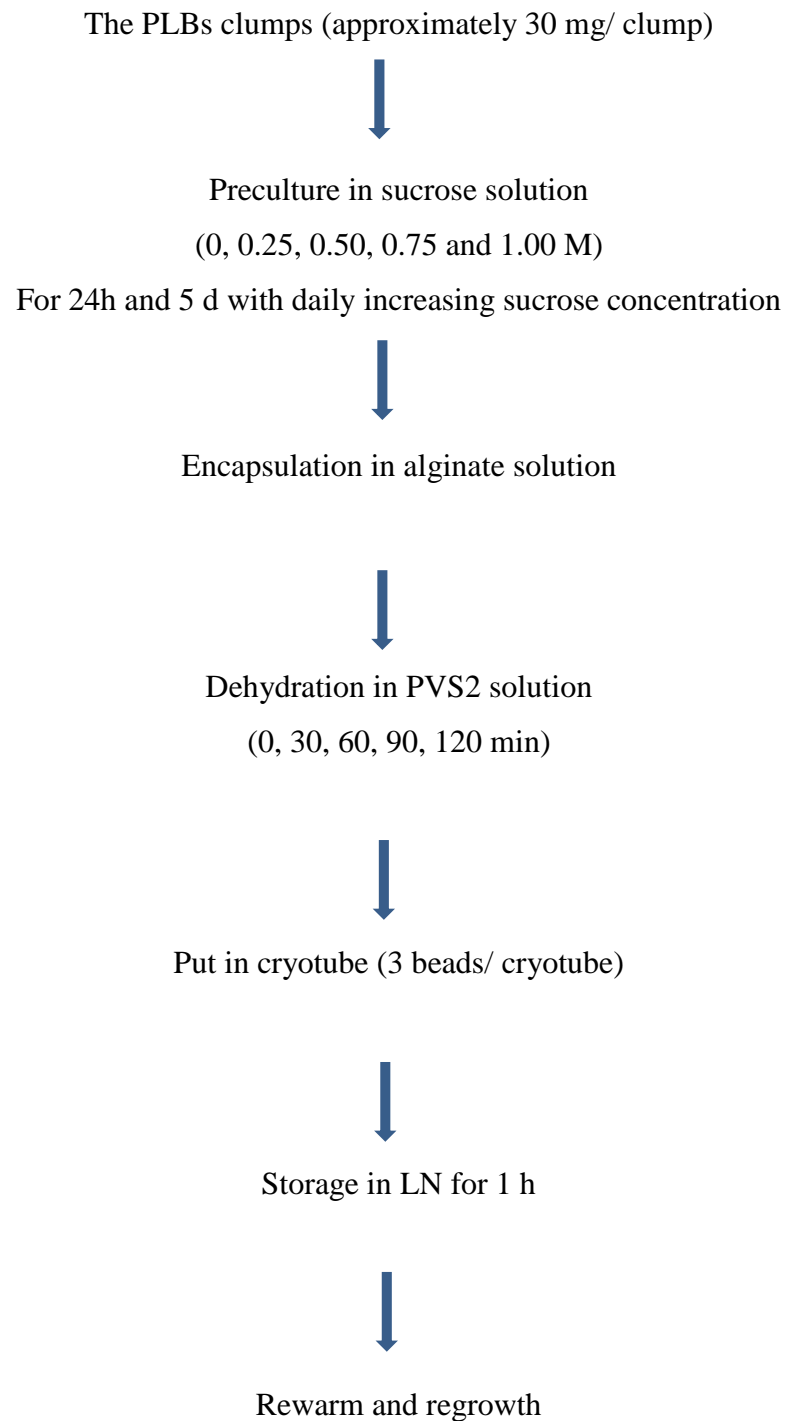 The PLBs clumps (approximately 30 mg/ clump)
Preculture in sucrose solution
(0, 0.25, 0.50, 0.75 and 1.00 M)
For 24h and 5 d with daily increasing sucrose concentration
Encapsulation in alginate solution
Dehydration in PVS2 solution
(0, 30, 60, 90, 120 min)
Put in cryotube (3 beads/ cryotube)
Storage in LN for 1 h
Rewarm and regrowth